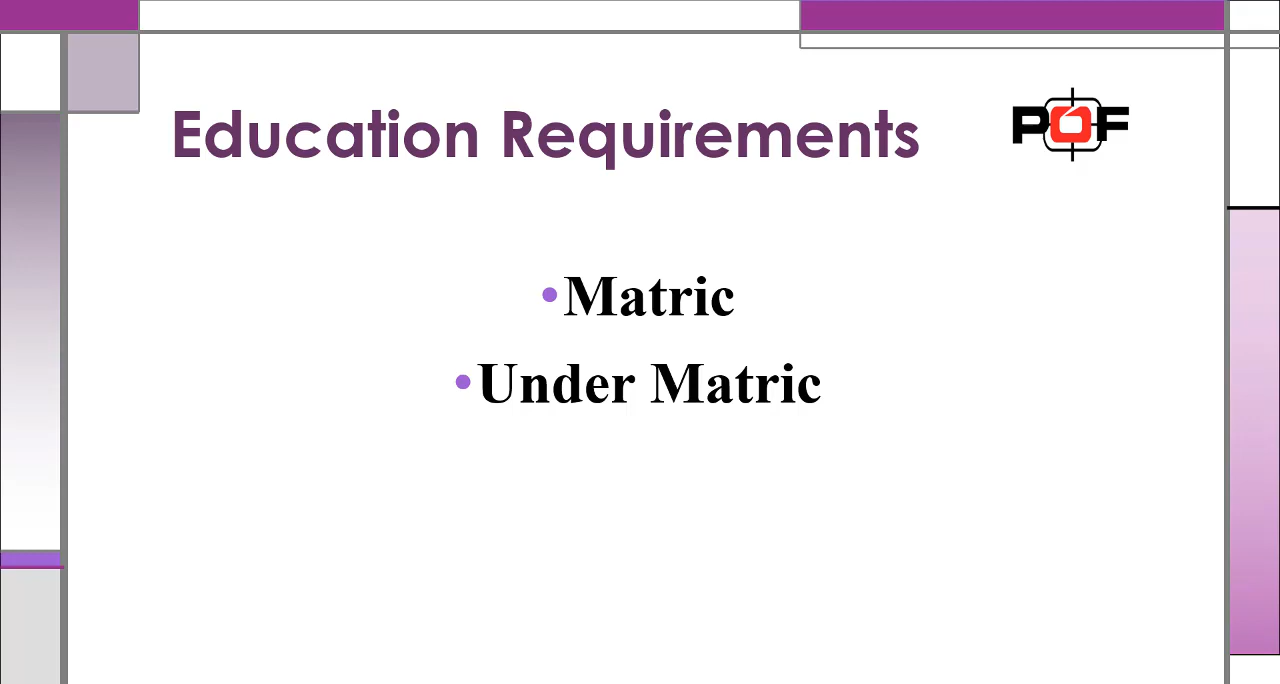 Education Requirements
POF
•Matric
•Under Matric